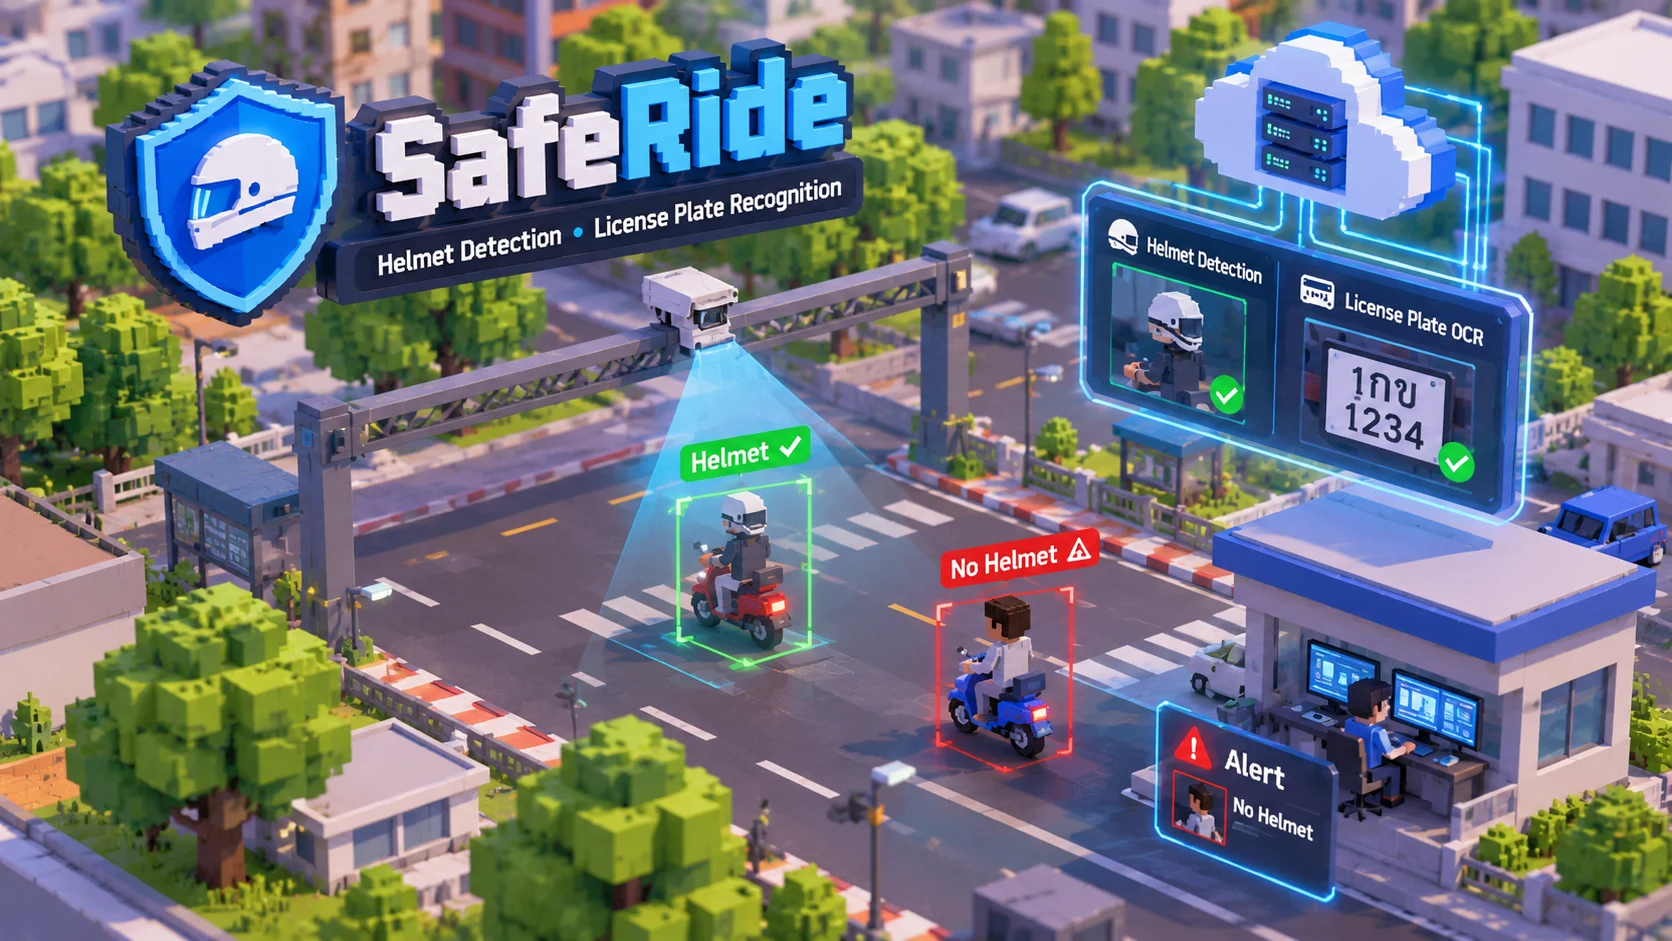 SafeRide
Helmet Detection • License Plate Recognition
Helmet Detection
License Plate OCR
1กข
1234
Helmet ✓
No Helmet
Alert
No Helmet